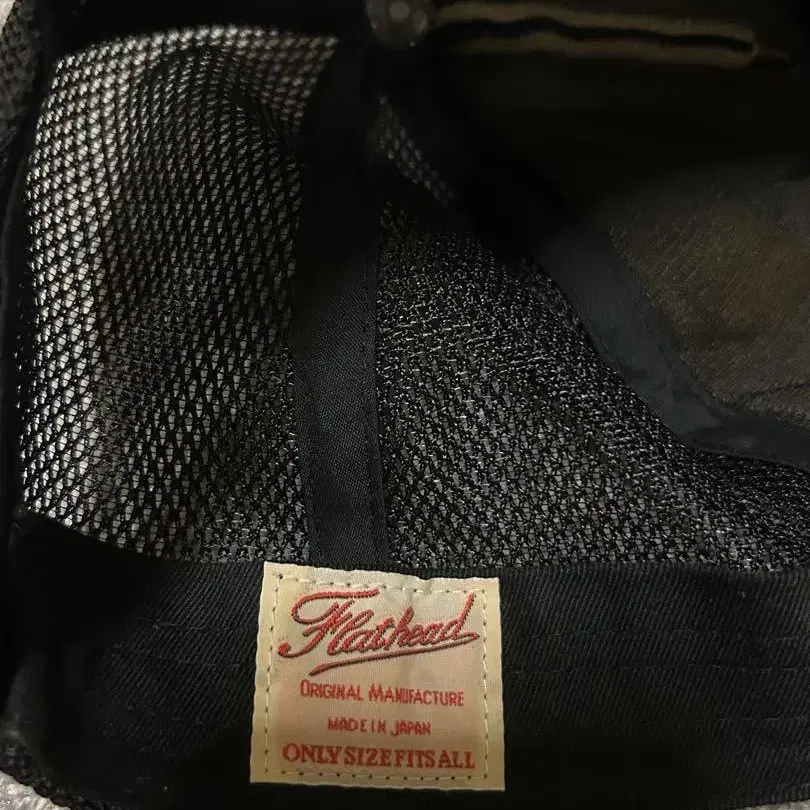 Flathead
ORIGINAL MANUFACTURE
MADE IN JAPAN
ONLY SIZE FITS ALL